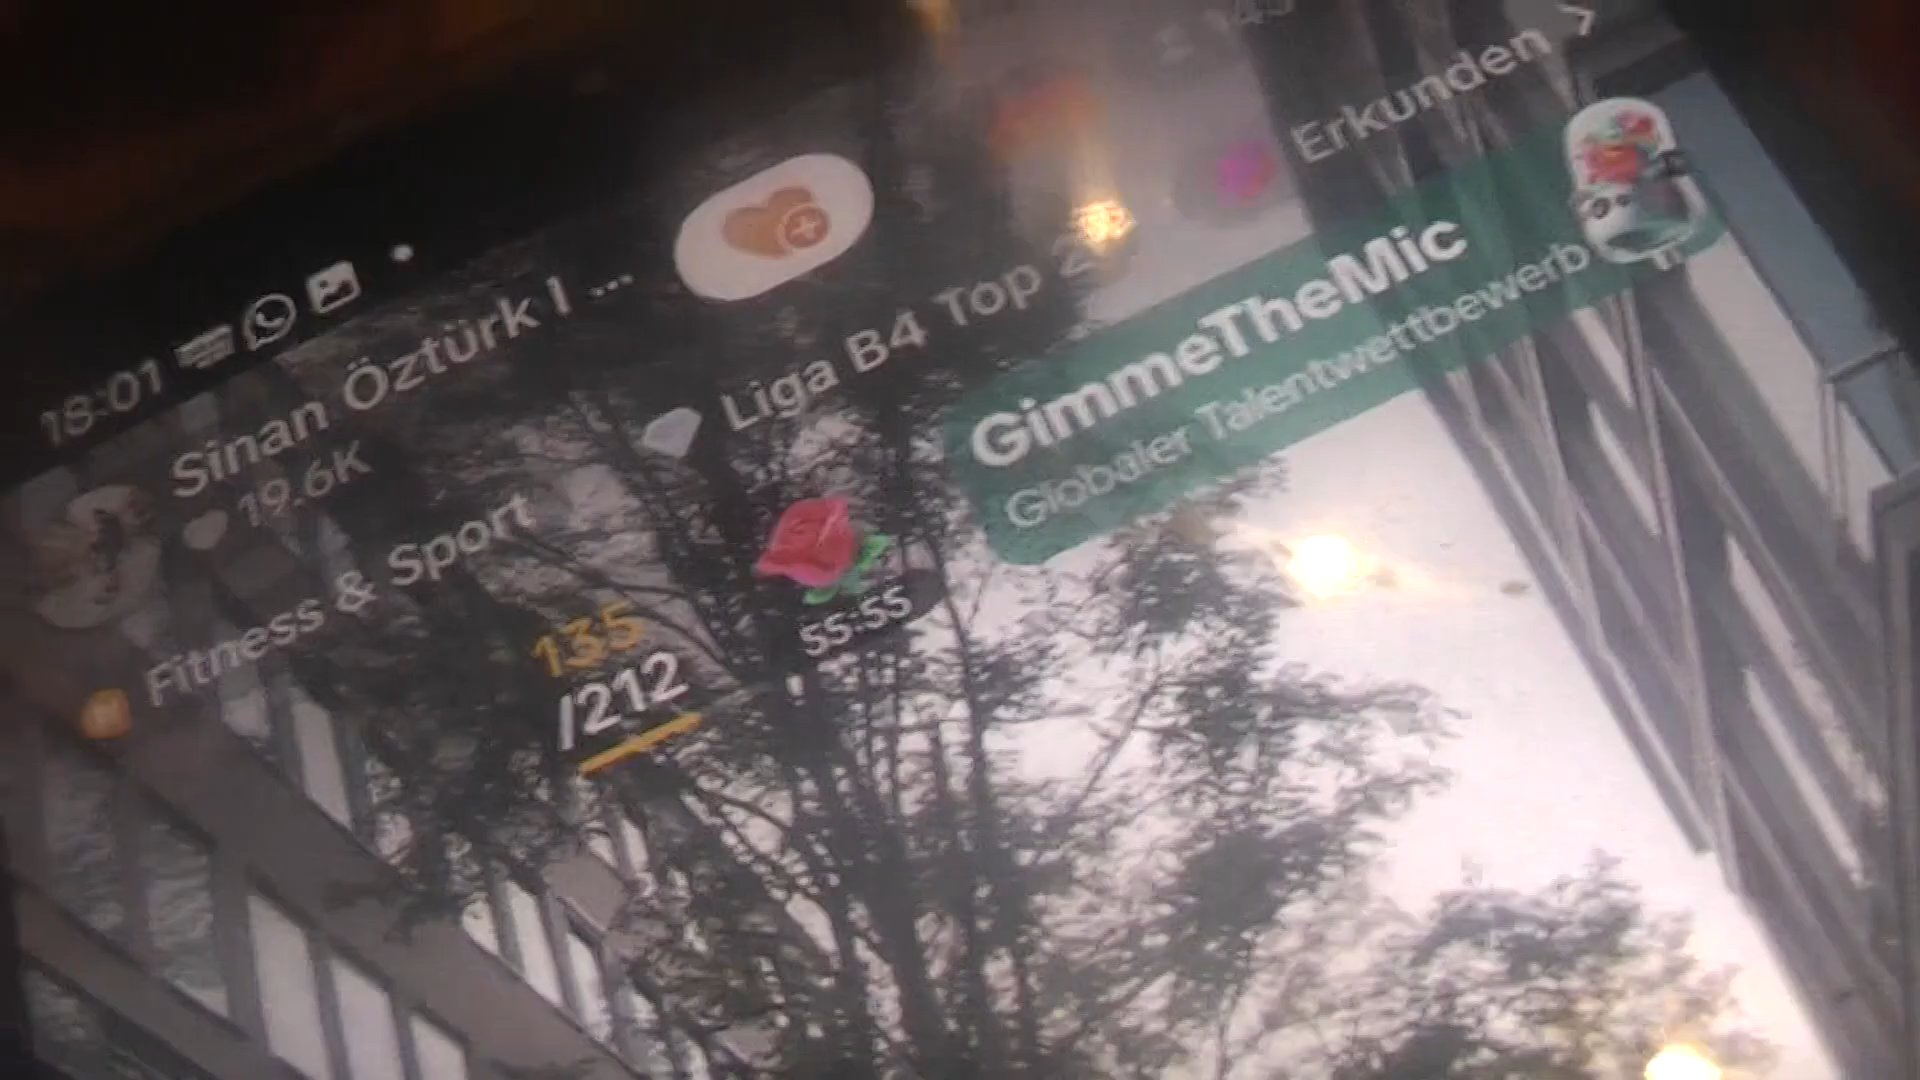 18:01
Sinan Öztürk | ...
19.6K
Erkunden >
Liga B4 Top
GimmeTheMic
Globaler Talentwettbewerb
Fitness & Sport
135
/212
55:55
!